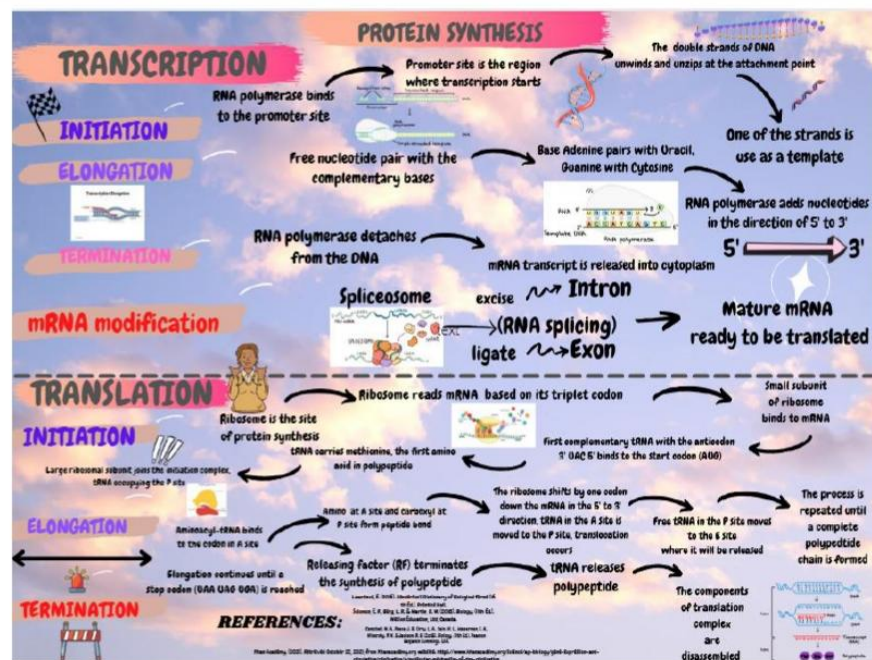 PROTEIN SYNTHESIS
TRANSCRIPTION
RNA polymerase binds
to the promoter site
Promoter site is the region
where transcription starts
The double strands of DNA
unwinds and unzips at the attachment point
One of the strands is
use as a template
INITIATION
ELONGATION
Free nucleotide pair with the
complementary bases
Base Adenine pairs with Uracil,
Guanine with Cytosine
RNA polymerase adds nucleotides
in the direction of 5' to 3'
5' 3'
Template DNA
RNA polymerase
TERMINATION
RNA polymerase detaches
from the DNA
mRNA transcript is released into cytoplasm
mRNA modification
Spliceosome
excise
Intron
text
(RNA splicing)
ligate
Exon
Mature mRNA
ready to be translated
TRANSLATION
INITIATION
Ribosome is the site
of protein synthesis
Ribosome reads mRNA based on its triplet codon
Small subunit
of ribosome
binds to mRNA
First complementary tRNA with the anticodon
3' UAC 5' binds to the start codon (AUG)
tRNA carries methionine, the first amino
acid in polypeptide
Large ribosomal subunit joins the initiation complex,
tRNA occupying the P site
ELONGATION
Aminoacyl-tRNA binds
to the codon in A site
Amino at A site and carboxyl at
P site form peptide bond
The ribosome shifts by one codon
down the mRNA in the 5' to 3'
direction, tRNA in the A site is
moved to the P site, translocation
occurs
Free tRNA in the P site moves
to the E site
where it will be released
The process is
repeated until
a complete
polypedtide
chain is formed
TERMINATION
Elongation continues until a
stop codon (UAA UAG UGA) is reached
Releasing factor (RF) terminates
the synthesis of polypeptide
tRNA releases
polypeptide
The components
of translation
complex
are
disassembled
REFERENCES: